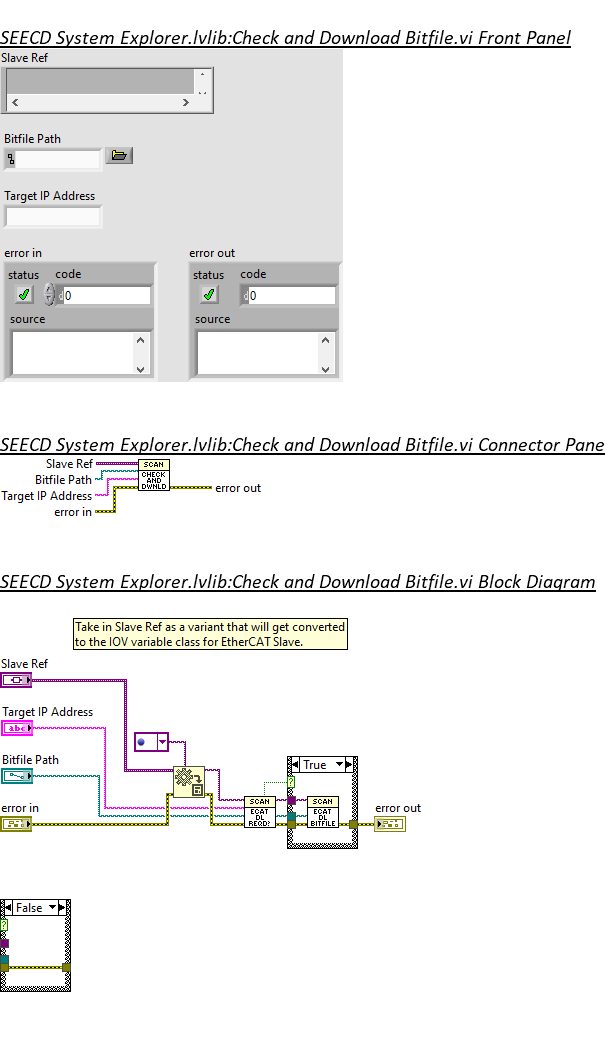 SEECD System Explorer.lvlib:Check and Download Bitfile.vi Front Panel
Slave Ref
Bitfile Path
Target IP Address
error in
error out
status code
status code
d0
d0
source
source
SEECD System Explorer.lvlib:Check and Download Bitfile.vi Connector Pane
Slave Ref
Bitfile Path
Target IP Address
error in
SCAN
CHECK
AND
DWNLD
error out
SEECD System Explorer.lvlib:Check and Download Bitfile.vi Block Diagram
Take in Slave Ref as a variant that will get converted
to the IOV variable class for EtherCAT Slave.
Slave Ref
Target IP Address
abc
Bitfile Path
error in
True
?
SCAN
ECAT
DL
REQD?
SCAN
ECAT
DL
BITFILE
error out
False
?